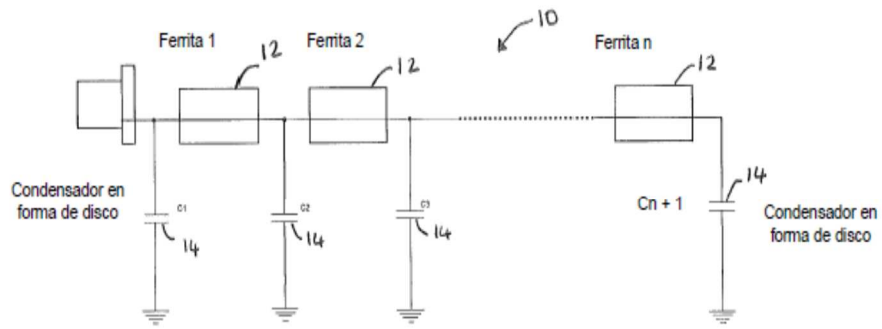 10
Ferrita 1
12
Ferrita 2
12
Ferrita n
12
Condensador en
forma de disco
C1
14
C2
14
C3
14
Cn + 1
14
Condensador en
forma de disco